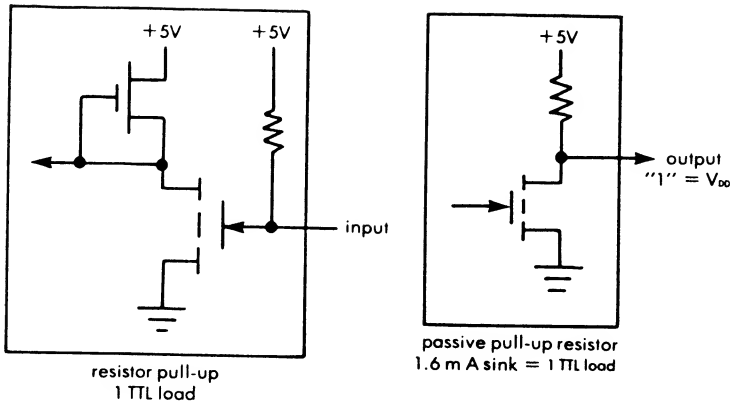 +5V
+5V
input
resistor pull-up
1 TTL load
+5V
output
"1" = VDD
passive pull-up resistor
1.6 m A sink = 1 TTL load